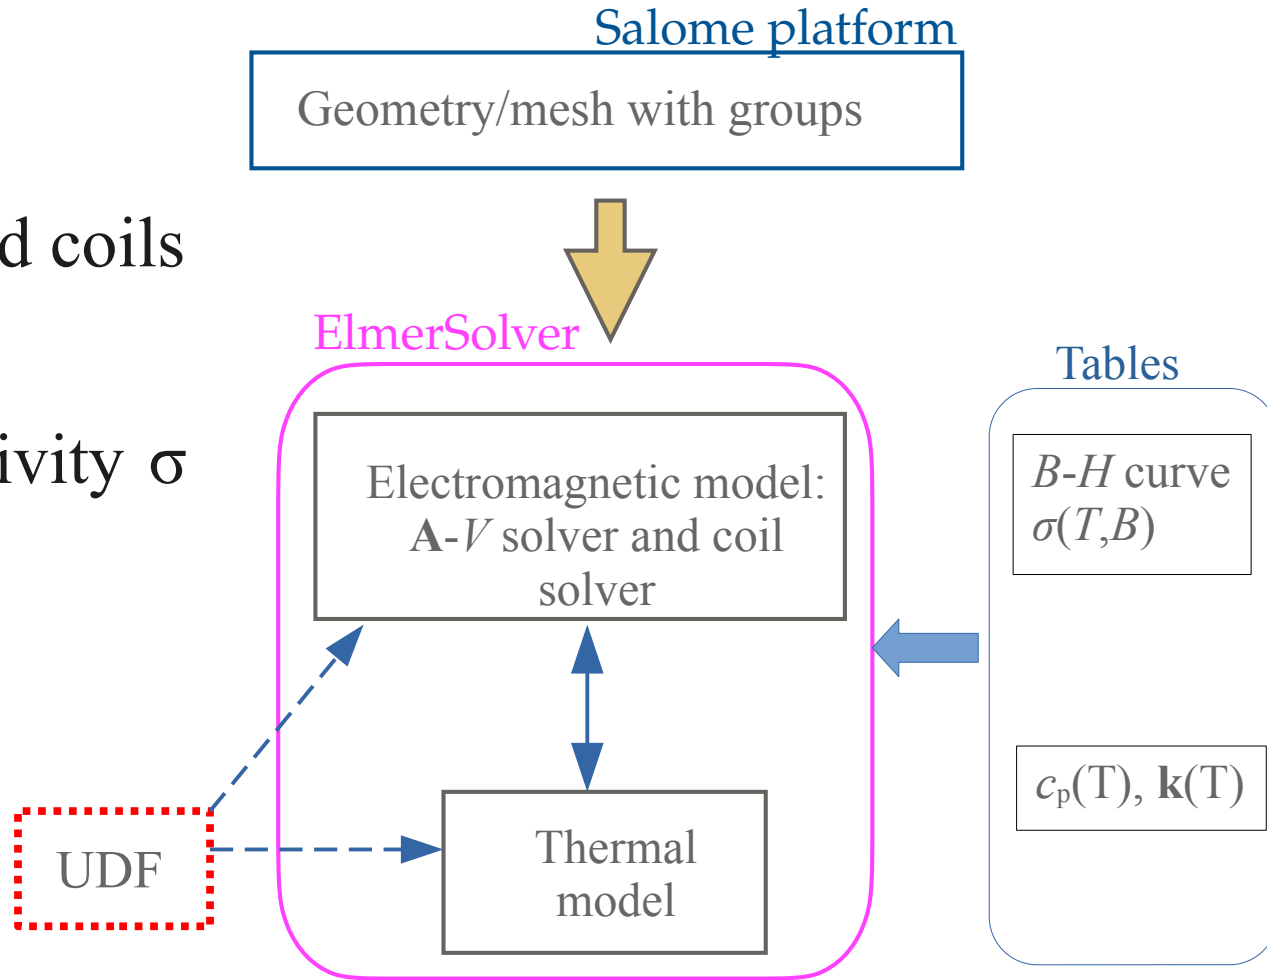 Salome platform
Geometry/mesh with groups
d coils
ElmerSolver
Tables
ivity σ
Electromagnetic model:
A-V solver and coil
solver
B-H curve
σ(T,B)
cp(T), k(T)
UDF
Thermal
model